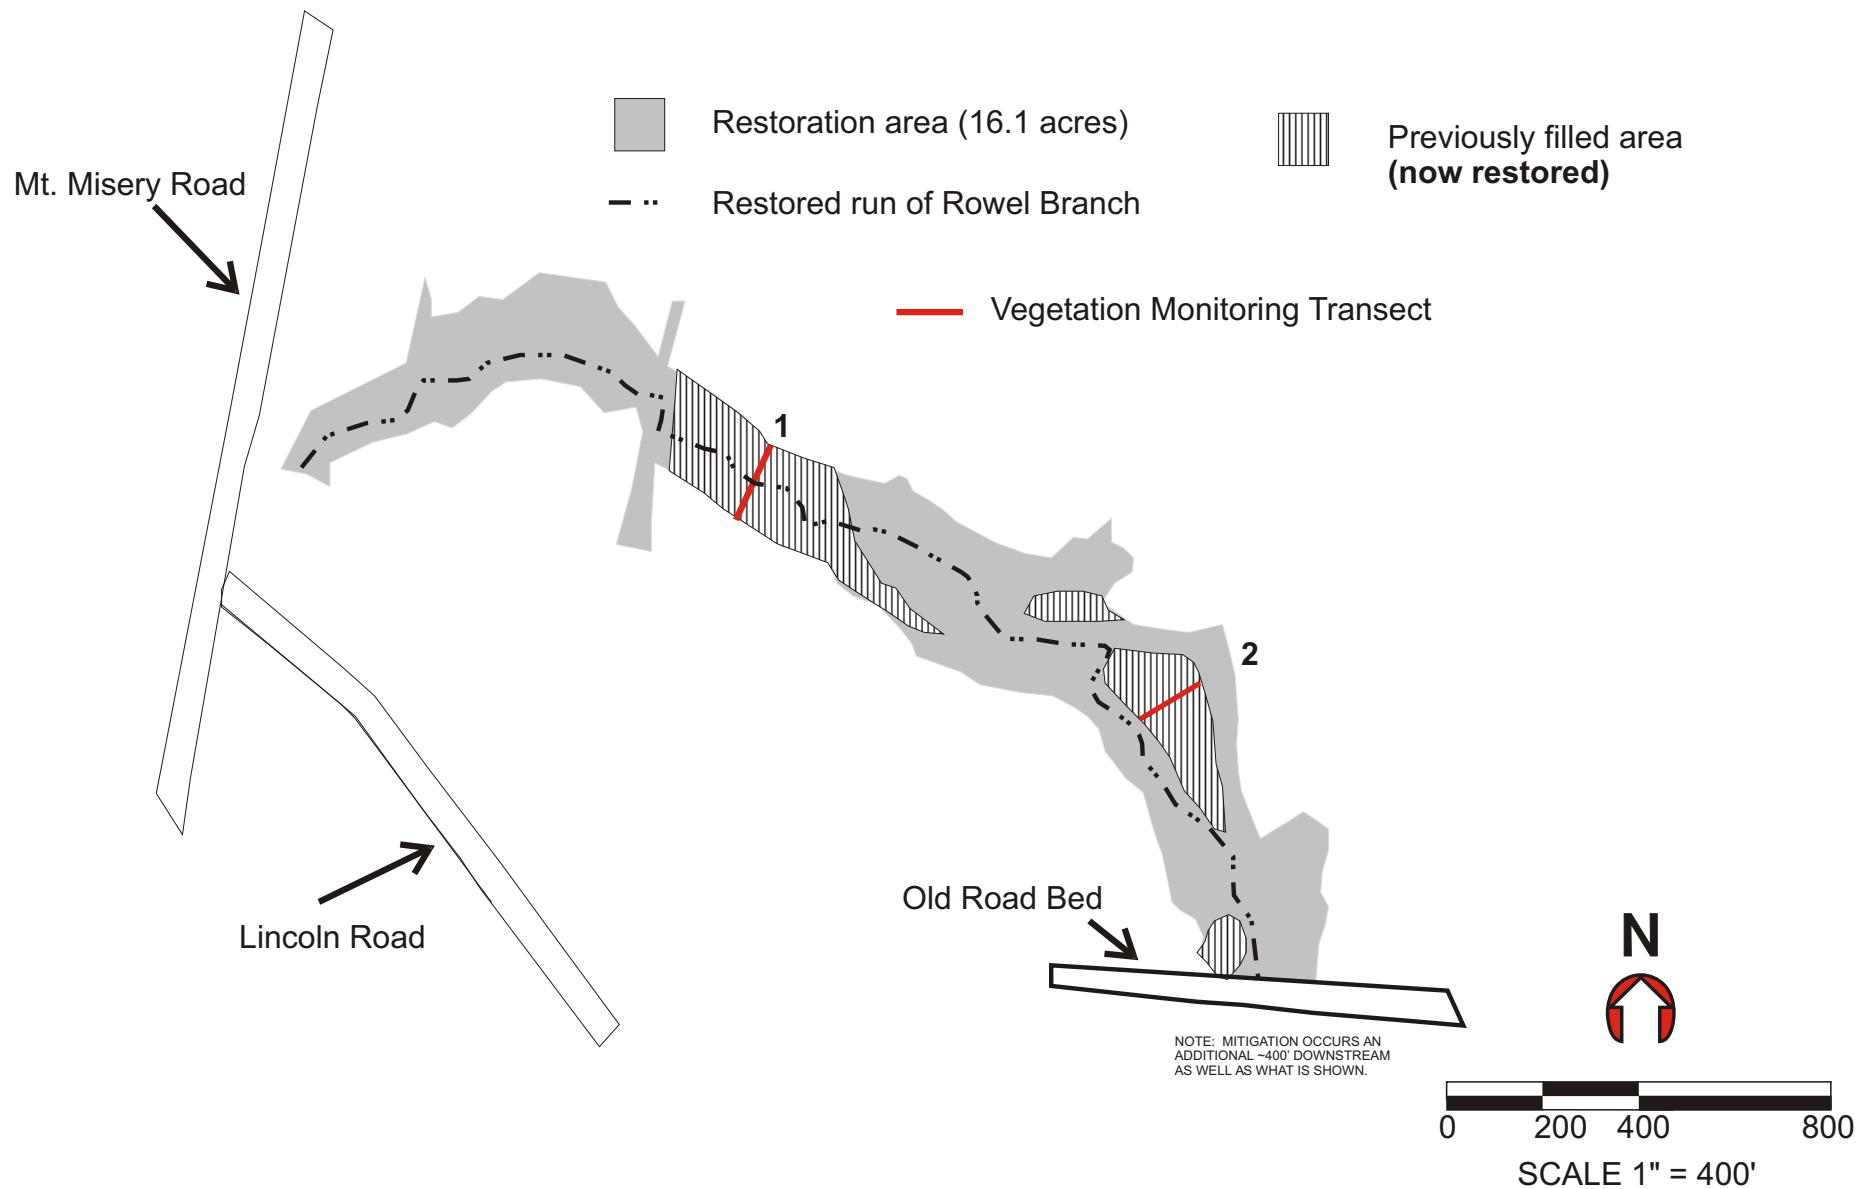 Restoration area (16.1 acres)
Previously filled area
(now restored)
Mt. Misery Road
Restored run of Rowel Branch
Vegetation Monitoring Transect
1
2
Old Road Bed
Lincoln Road
N
NOTE: MITIGATION OCCURS AN
ADDITIONAL ~400' DOWNSTREAM
AS WELL AS WHAT IS SHOWN.
0 200 400 800
SCALE 1" = 400'